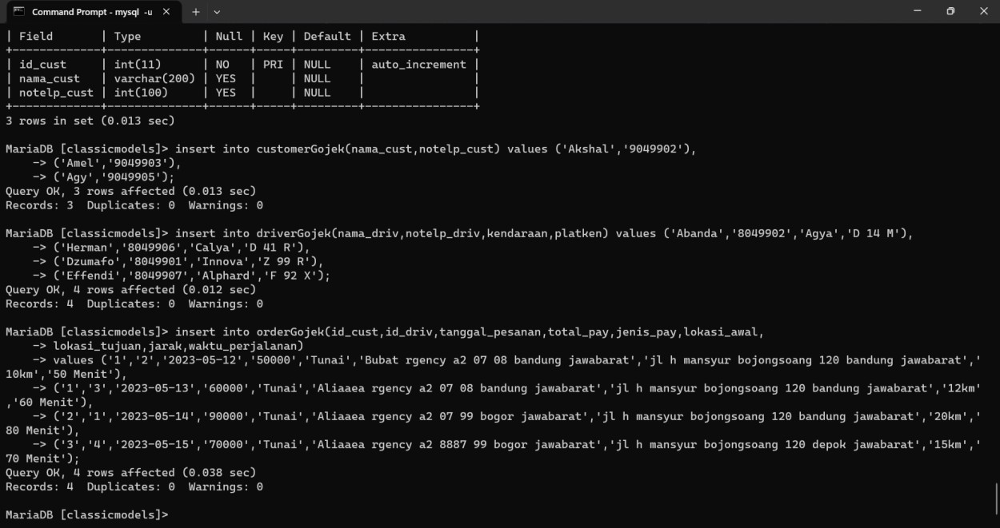 Command Prompt - mysql -u
| Field       | Type         | Null | Key | Default | Extra          |
+-------------+--------------+------+-----+---------+----------------+
| id_cust     | int(11)      | NO   | PRI | NULL    | auto_increment |
| nama_cust   | varchar(200) | YES  |     | NULL    |                |
| notelp_cust | int(100)     | YES  |     | NULL    |                |
+-------------+--------------+------+-----+---------+----------------+
3 rows in set (0.013 sec)
MariaDB [classicmodels]> insert into customerGojek(nama_cust,notelp_cust) values ('Akshal','9049902'),
    -> ('Amel','9049903'),
    -> ('Agy','9049905');
Query OK, 3 rows affected (0.013 sec)
Records: 3  Duplicates: 0  Warnings: 0
MariaDB [classicmodels]> insert into driverGojek(nama_driv,notelp_driv,kendaraan,platken) values ('Abanda','8049902','Agya','D 14 M'),
    -> ('Herman','8049906','Calya','D 41 R'),
    -> ('Dzumafo','8049901','Innova','Z 99 R'),
    -> ('Effendi','8049907','Alphard','F 92 X');
Query OK, 4 rows affected (0.012 sec)
Records: 4  Duplicates: 0  Warnings: 0
MariaDB [classicmodels]> insert into orderGojek(id_cust,id_driv,tanggal_pesanan,total_pay,jenis_pay,lokasi_awal,
    -> lokasi_tujuan,jarak,waktu_perjalanan)
    -> values ('1','2','2023-05-12','50000','Tunai','Bubat rgency a2 07 08 bandung jawabarat','jl h mansyur bojongsoang 120 bandung jawabarat','
10km','50 Menit'),
    -> ('1','3','2023-05-13','60000','Tunai','Aliaaea rgency a2 07 08 bandung jawabarat','jl h mansyur bojongsoang 120 bandung jawabarat','12km'
,'60 Menit'),
    -> ('2','1','2023-05-14','90000','Tunai','Aliaaea rgency a2 07 99 bogor jawabarat','jl h mansyur bojongsoang 120 bandung jawabarat','20km','
80 Menit'),
    -> ('3','4','2023-05-15','70000','Tunai','Aliaaea rgency a2 8887 99 bogor jawabarat','jl h mansyur bojongsoang 120 depok jawabarat','15km','
70 Menit');
Query OK, 4 rows affected (0.038 sec)
Records: 4  Duplicates: 0  Warnings: 0
MariaDB [classicmodels]>